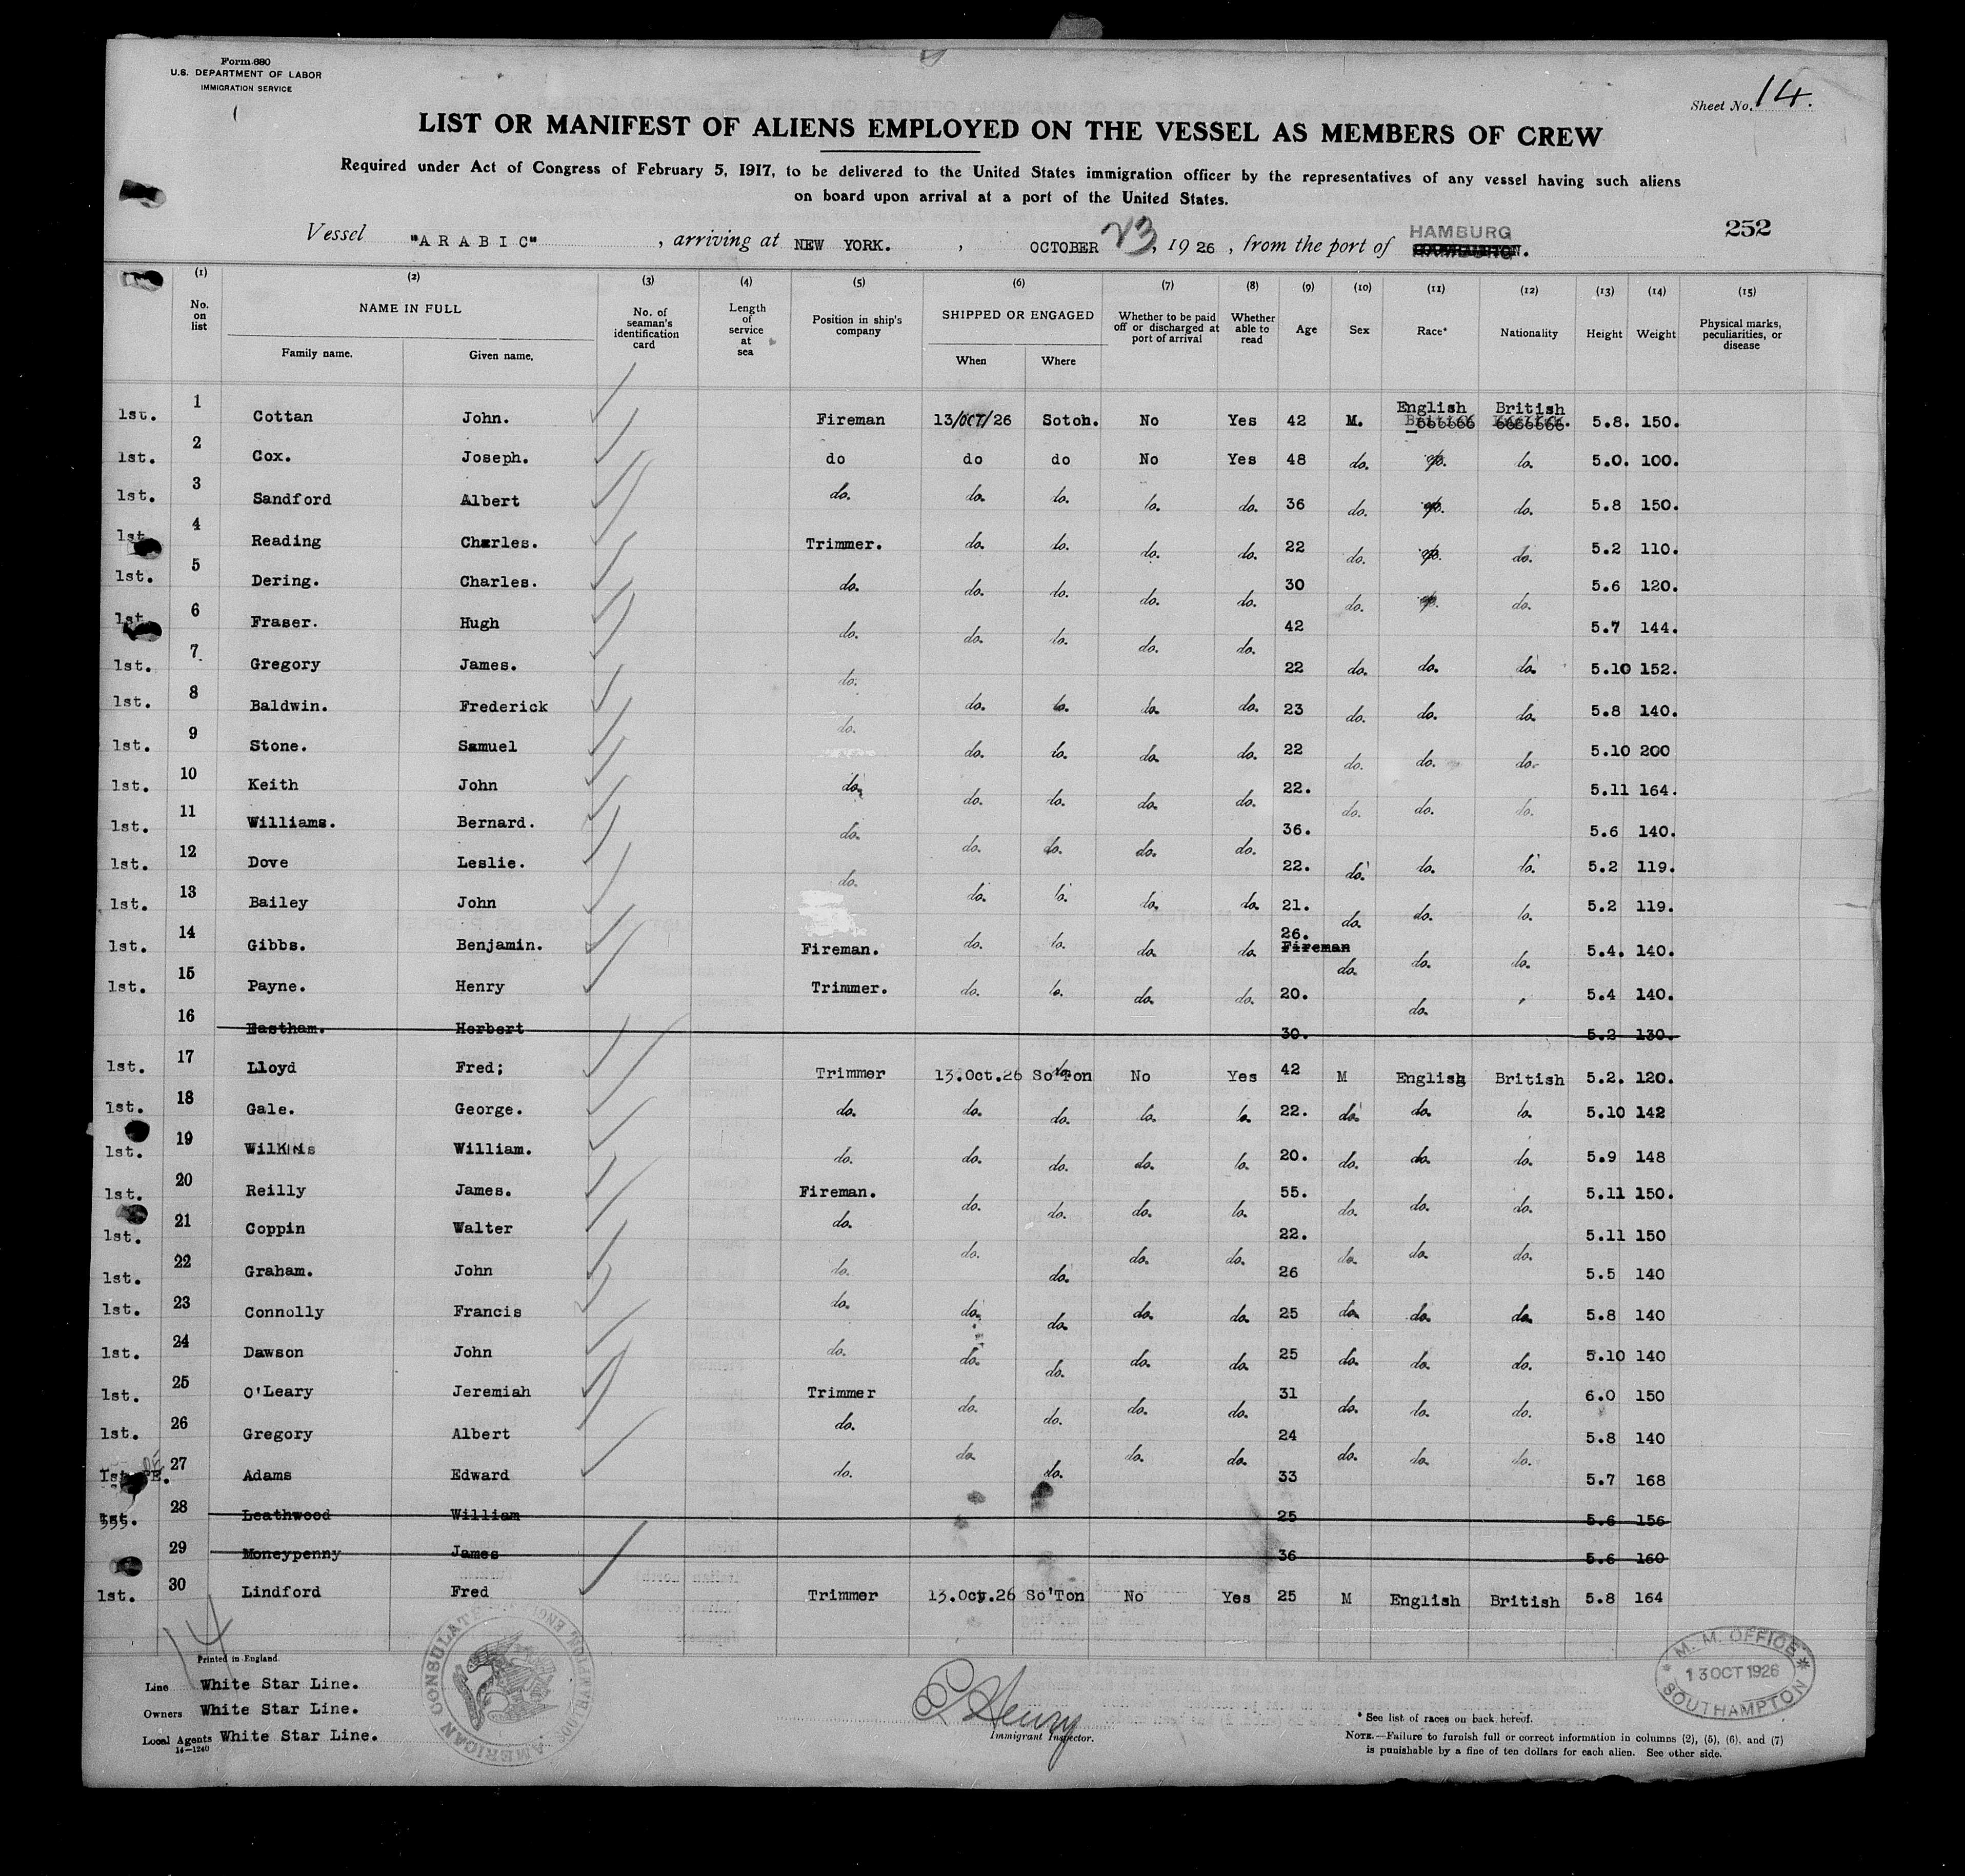 Form 680
U.S. DEPARTMENT OF LABOR
IMMIGRATION SERVICE
Sheet No. 14.
LIST OR MANIFEST OF ALIENS EMPLOYED ON THE VESSEL AS MEMBERS OF CREW
Required under Act of Congress of February 5, 1917, to be delivered to the United States immigration officer by the representatives of any vessel having such aliens
on board upon arrival at a port of the United States.
Vessel "ARABIC", arriving at NEW YORK., OCTOBER 23, 1926, from the port of HAMBURG
252
(1) (2) (3) (4) (5) (6) (7) (8) (9) (10) (11) (12) (13) (14) (15)
No. on list NAME IN FULL Family name. Given name. No. of seaman's identification card Length of service at sea Position in ship's company SHIPPED OR ENGAGED When Where Whether to be paid off or discharged at port of arrival Whether able to read Age Sex Race* Nationality Height Weight Physical marks, peculiarities, or disease
1st. 1 Cottan John. Fireman 13/OCT/26 Soton. No Yes 42 M. English British 5.8. 150.
1st. 2 Cox. Joseph. do do do No Yes 48 do. do. do. 5.0. 100.
1st. 3 Sandford Albert do. do. do. do. do. 36 do. do. do. 5.8 150.
1st. 4 Reading Charles. Trimmer. do. do. do. do. 22 do. do. do. 5.2 110.
1st. 5 Dering. Charles. do. do. do. do. do. 30 do. do. do. 5.6 120.
1st. 6 Fraser. Hugh do. do. do. do. do. 42 5.7 144.
1st. 7 Gregory James. do. 22 do. do. do. 5.10 152.
1st. 8 Baldwin. Frederick do. do. do. do. do. 23 do. do. do. 5.8 140.
1st. 9 Stone. Samuel do. do. do. do. 22 do. do. do. 5.10 200
1st. 10 Keith John do. do. do. do. do. 22. do. do. do. 5.11 164.
1st. 11 Williams. Bernard. do. do. do. do. do. 36. 5.6 140.
1st. 12 Dove Leslie. do. do. do. do. do. 22. do. do. do. 5.2 119.
1st. 13 Bailey John do. do. 21. do. do. do. 5.2 119.
1st. 14 Gibbs. Benjamin. Fireman. do. do. do. do. 26. Fireman do. do. do. 5.4. 140.
1st. 15 Payne. Henry Trimmer. do. do. do. do. 20. do. 5.4 140.
16 Eastham. Herbert 30. 5.2 130.
1st. 17 Lloyd Fred; Trimmer 13.Oct.26 So'Ton No Yes 42 M English British 5.2. 120.
1st. 18 Gale. George. do. do. do. do. do. 22. do. do. do. 5.10 142
1st. 19 Wilkins William. do. do. do. do. do. 20. do. do. do. 5.9 148
1st. 20 Reilly James. Fireman. do. do. do. do. 55. do. do. do. 5.11 150.
1st. 21 Coppin Walter do. do. do. do. 22. do. do. do. 5.11 150
1st. 22 Graham. John do. do. 26 5.5 140
1st. 23 Connolly Francis do. do. do. do. do. 25 do. do. do. 5.8 140
1st. 24 Dawson John do. do. do. do. do. 25 do. do. do. 5.10 140
1st. 25 O'Leary Jeremiah Trimmer do. do. do. do. 31 do. do. do. 6.0 150
1st. 26 Gregory Albert do. do. do. do. 24 do. do. do. 5.8 140
1st. 27 Adams Edward do. do. 33 5.7 168
1st. 28 Leathwood William 25 5.6 156
29 Moneypenny James 36 5.6 160
1st. 30 Lindford Fred Trimmer 13.Oct.26 So'Ton No Yes 25 M English British 5.8 164
14
Printed in England.
Line White Star Line.
Owners White Star Line.
Local Agents White Star Line.
14—1240
AMERICAN CONSULATE SOUTHAMPTON, ENGLAND
Henry
Immigrant Inspector.
M. M. OFFICE
13 OCT 1926
SOUTHAMPTON
* See list of races on back hereof.
NOTE.—Failure to furnish full or correct information in columns (2), (5), (6), and (7)
is punishable by a fine of ten dollars for each alien. See other side.